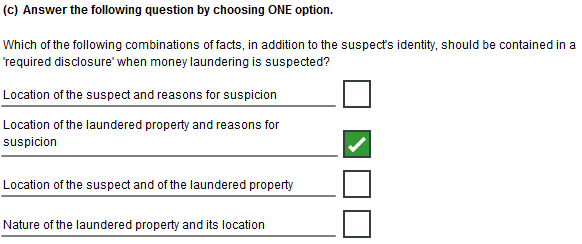 (c) Answer the following question by choosing ONE option.
Which of the following combinations of facts, in addition to the suspect's identity, should be contained in a
'required disclosure' when money laundering is suspected?
Location of the suspect and reasons for suspicion
Location of the laundered property and reasons for
suspicion
Location of the suspect and of the laundered property
Nature of the laundered property and its location